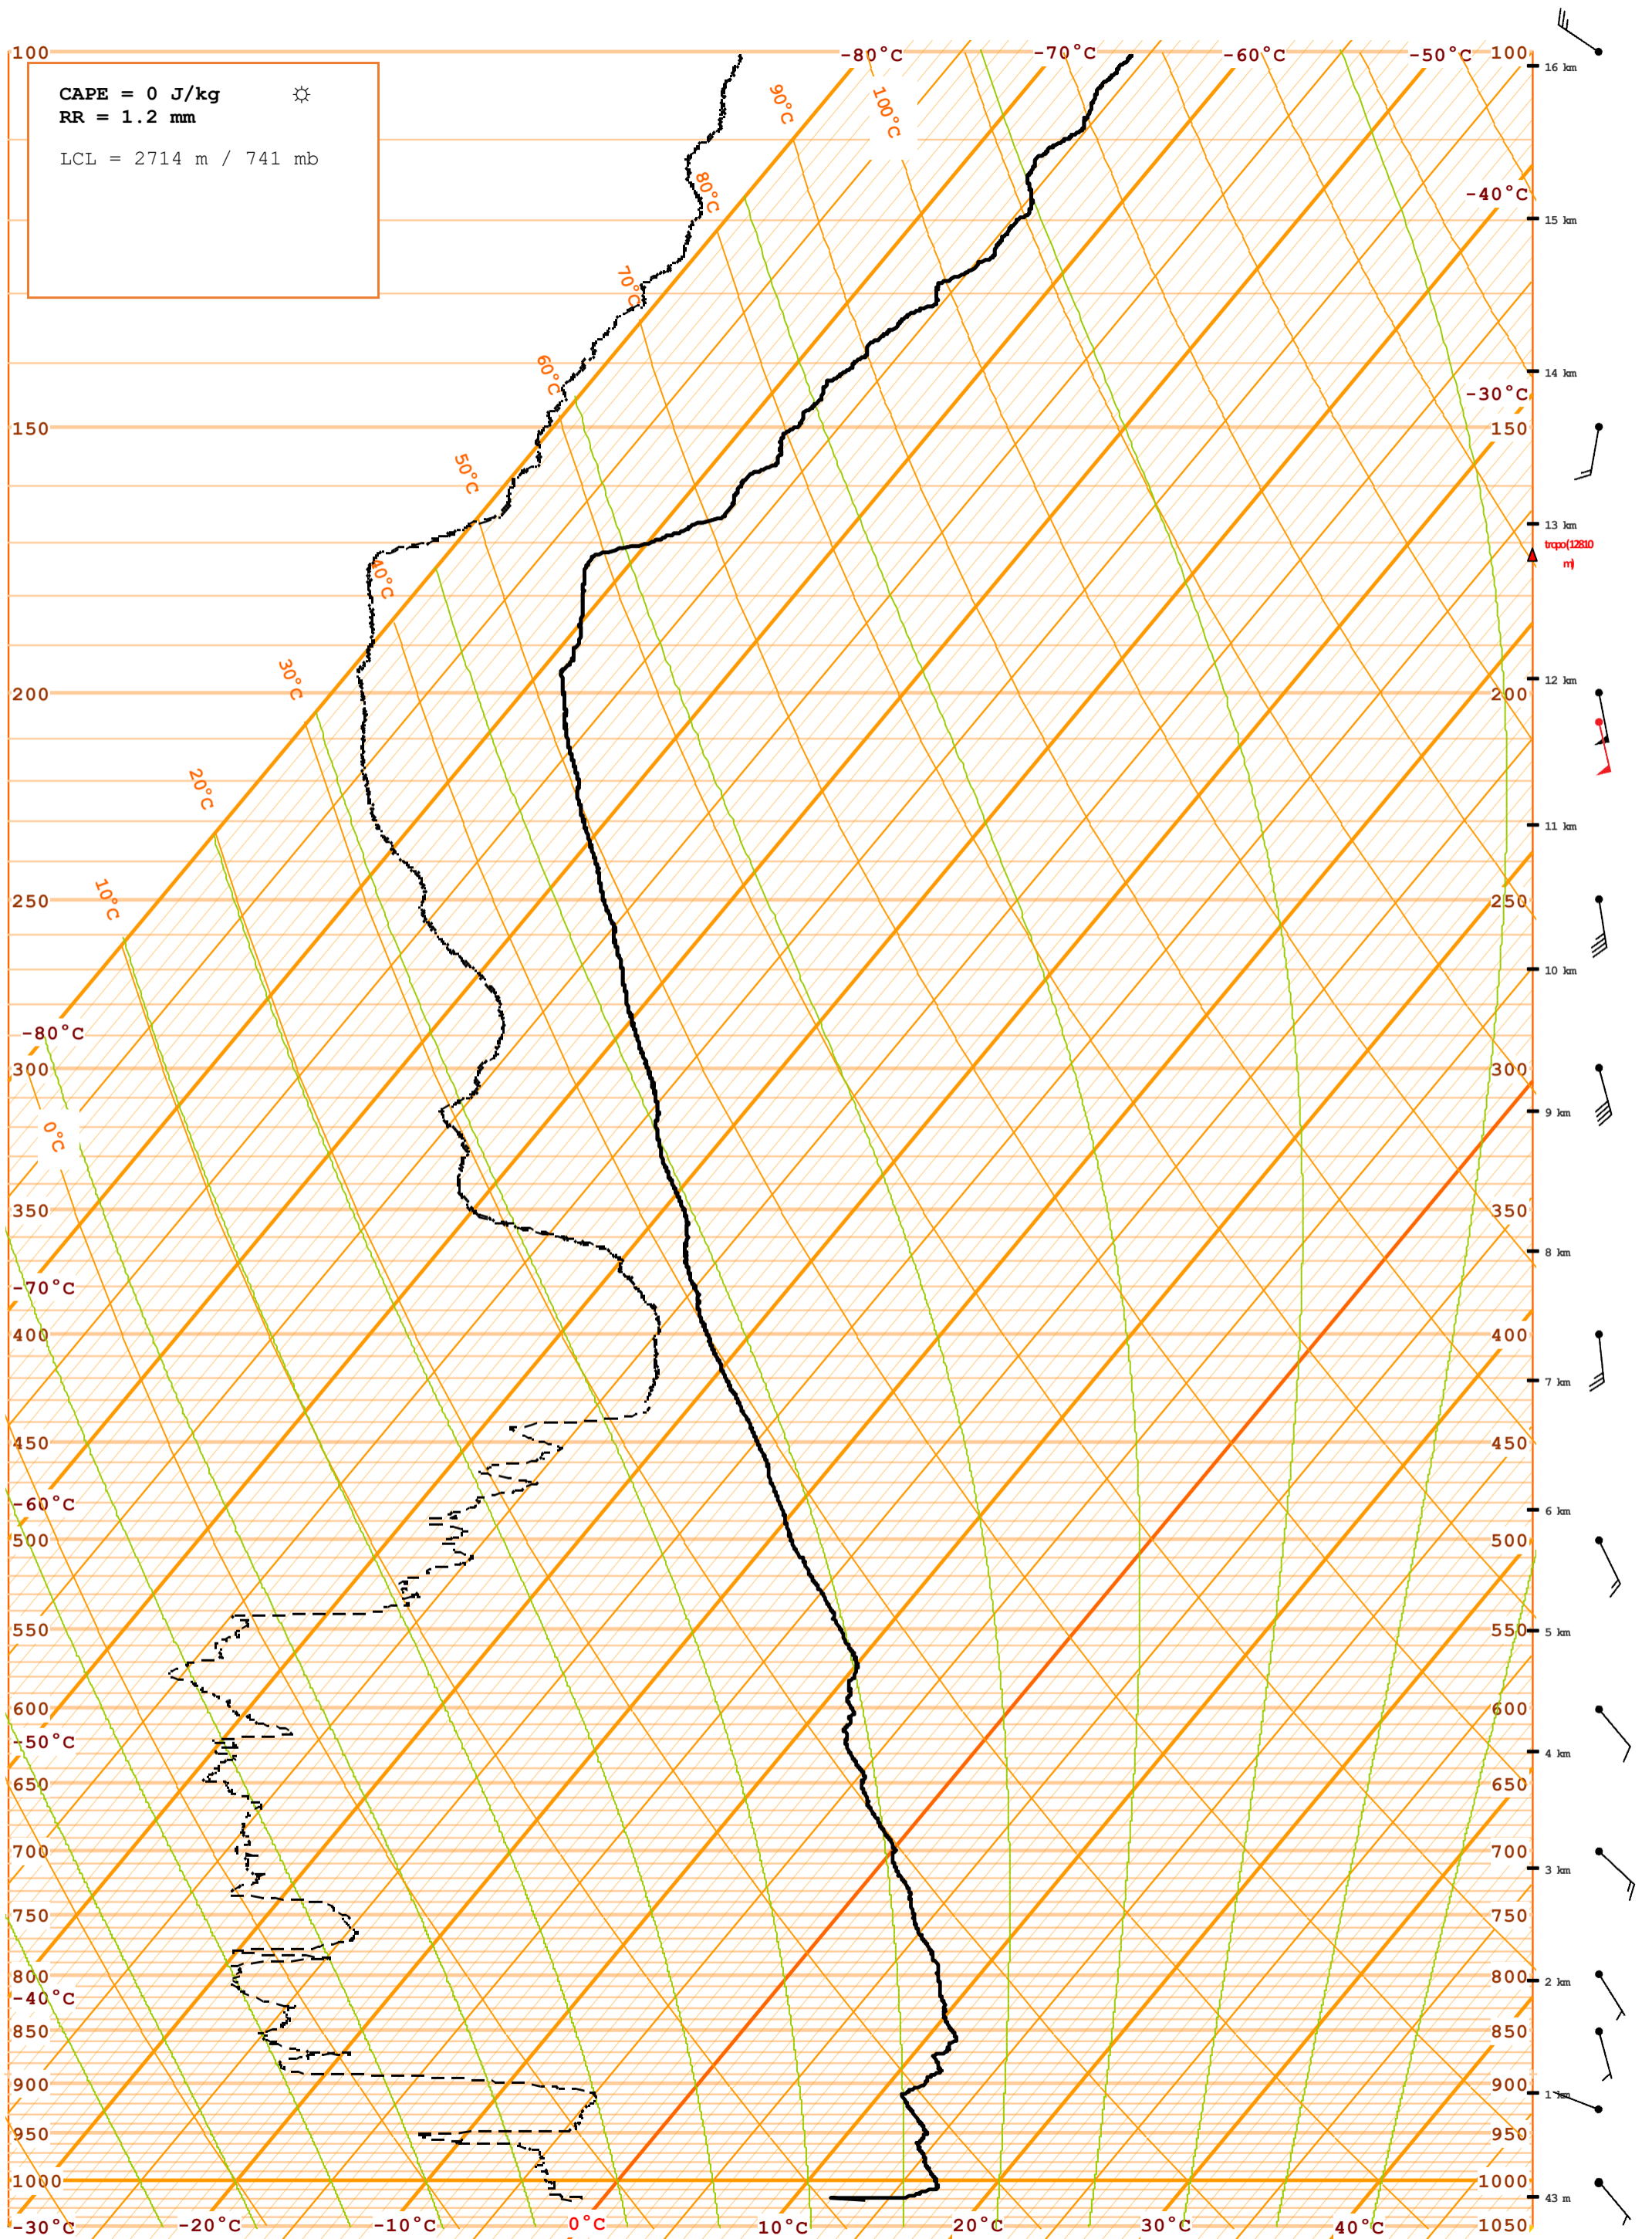 100
-80°C
-70°C
-60°C
-50°C
100
16 km
CAPE = 0 J/kg
RR = 1.2 mm
LCL = 2714 m / 741 mb
90°C
100°C
80°C
-40°C
15 km
70°C
60°C
14 km
-30°C
150
150
50°C
13 km
tropo(12810
m)
40°C
30°C
200
200
12 km
20°C
11 km
10°C
250
250
10 km
-80°C
300
300
9 km
0°C
350
350
8 km
-70°C
400
400
7 km
450
450
-60°C
6 km
500
500
550
550
5 km
600
600
-50°C
4 km
650
650
700
700
3 km
750
750
800
800
2 km
-40°C
850
850
900
900
1 km
950
950
1000
1000
43 m
-30°C
-20°C
-10°C
0°C
10°C
20°C
30°C
40°C
1050